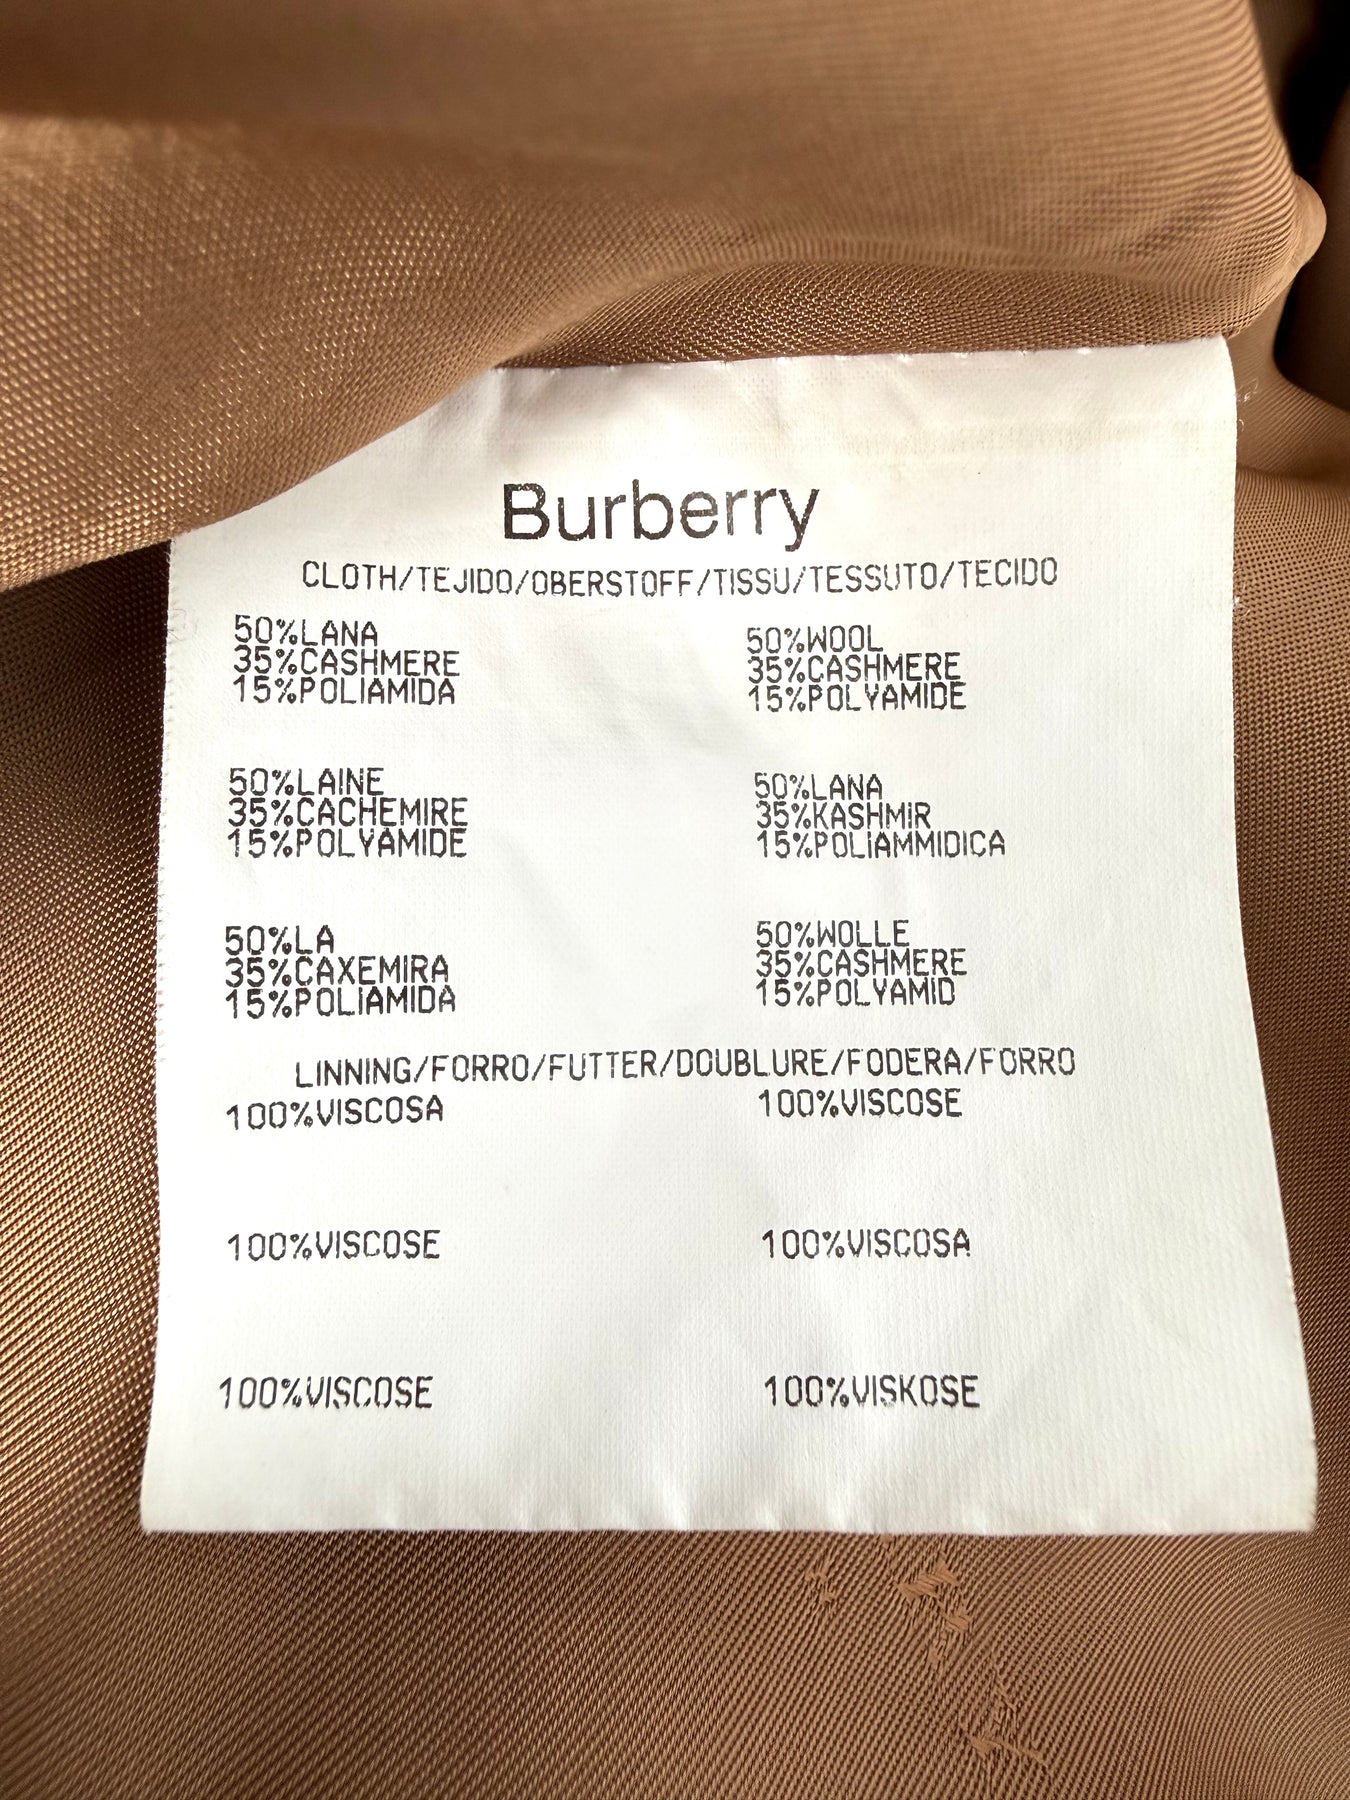 Burberry
CLOTH/TEJIDO/OBERSTOFF/TISSU/TESSUTO/TECIDO
50%LANA
35%CASHMERE
15%POLIAMIDA
50%WOOL
35%CASHMERE
15%POLYAMIDE
50%LAINE
35%CACHEMIRE
15%POLYAMIDE
50%LANA
35%KASHMIR
15%POLIAMMIDICA
50%LA
35%CAXEMIRA
15%POLIAMIDA
50%WOLLE
35%CASHMERE
15%POLYAMID
LINNING/FORRO/FUTTER/DOUBLURE/FODERA/FORRO
100%VISCOSA
100%VISCOSE
100%VISCOSE
100%VISCOSA
100%VISCOSE
100%VISKOSE